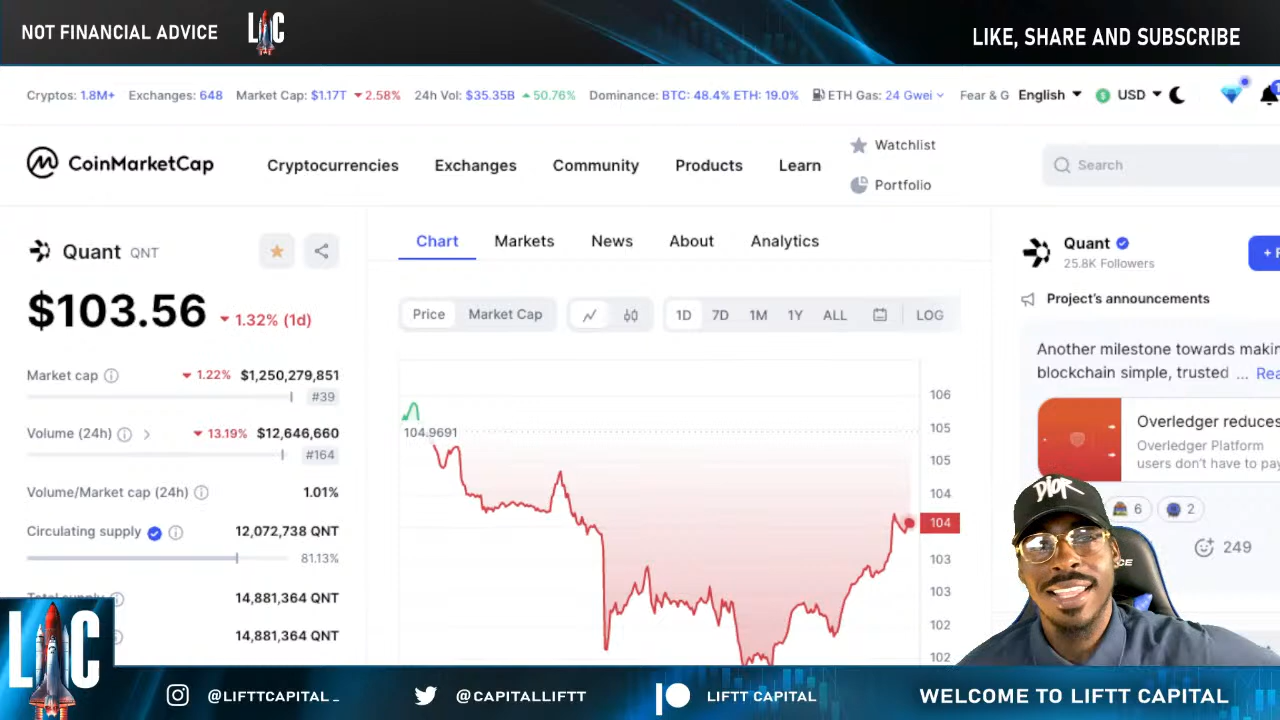 NOT FINANCIAL ADVICE
LC
LIKE, SHARE AND SUBSCRIBE
Cryptos: 1.8M+ Exchanges: 648 Market Cap: $1.17T 2.58% 24h Vol: $35.35B 50.76% Dominance: BTC: 48.4% ETH: 19.0% ETH Gas: 24 Gwei Fear & G English USD
CoinMarketCap
Cryptocurrencies Exchanges Community Products Learn
Watchlist
Portfolio
Search
Quant QNT
$103.56 1.32% (1d)
Market cap 1.22% $1,250,279,851
#39
Volume (24h) 13.19% $12,646,660
#164
Volume/Market cap (24h) 1.01%
Circulating supply 12,072,738 QNT
81.13%
Total supply 14,881,364 QNT
14,881,364 QNT
Chart Markets News About Analytics
Price Market Cap 1D 7D 1M 1Y ALL LOG
104.9691
106
105
105
104
104
103
103
102
102
Quant
25.8K Followers
Project's announcements
Another milestone towards makin
blockchain simple, trusted ... Rea
Overledger reduces
Overledger Platform
users don't have to pay
6 2
249
DIOR
LC
@LIFTTCAPITAL_ @CAPITALLIFTT LIFTT CAPITAL WELCOME TO LIFTT CAPITAL